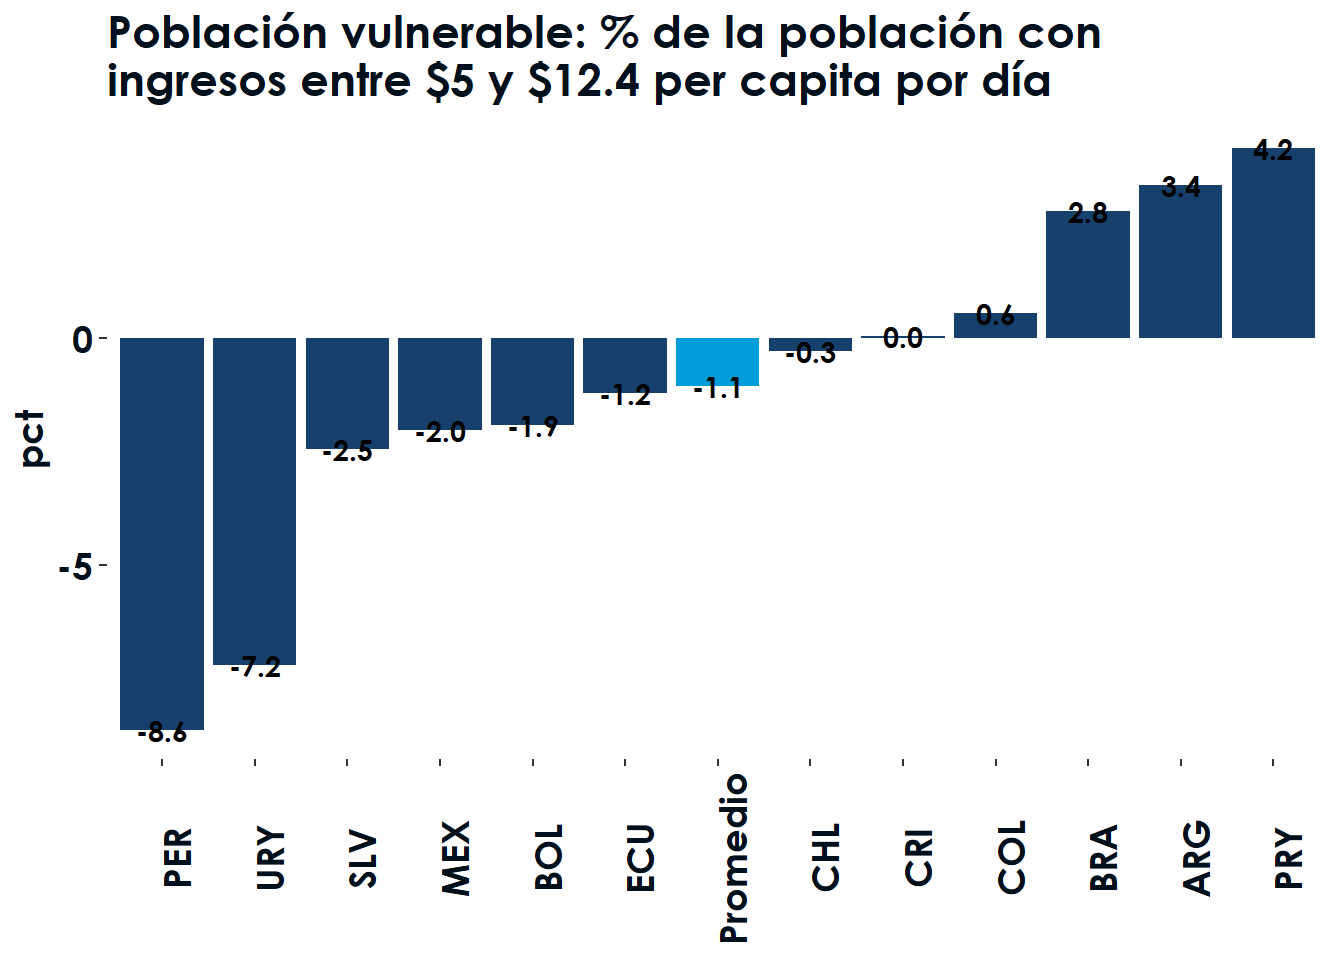 Población vulnerable: % de la población con
ingresos entre $5 y $12.4 per capita por día
4.2
3.4
2.8
0.6
0.0
-0.3
-1.1
-1.2
-1.9
-2.0
-2.5
-7.2
-8.6
0
-5
pct
PER
URY
SLV
MEX
BOL
ECU
Promedio
CHL
CRI
COL
BRA
ARG
PRY